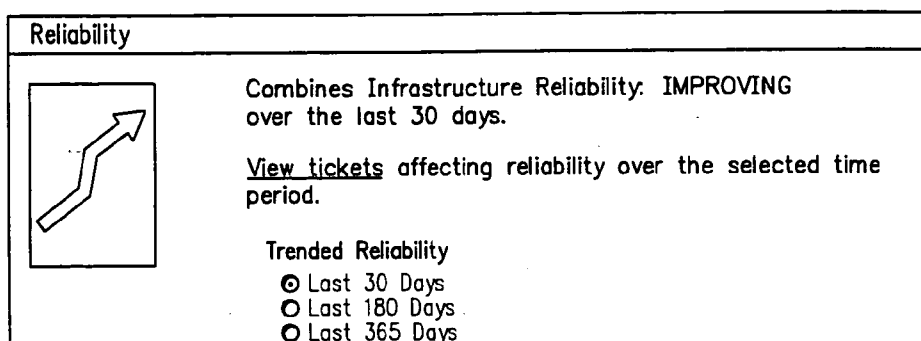 Reliability
Combines Infrastructure Reliability: IMPROVING
over the last 30 days.
View tickets affecting reliability over the selected time
period.
Trended Reliability
Last 30 Days
Last 180 Days
Last 365 Days